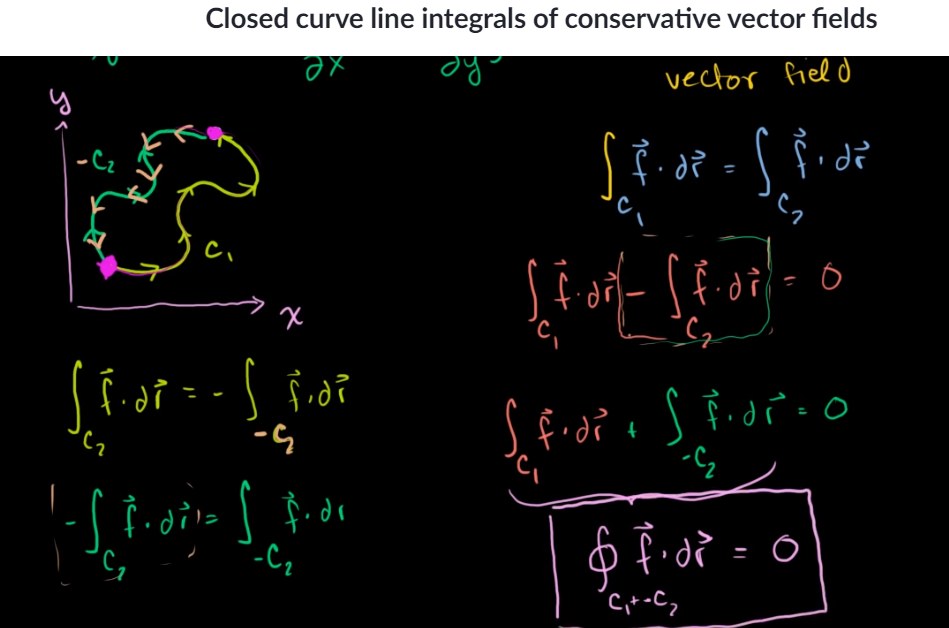 Closed curve line integrals of conservative vector fields
∂x ∂y
vector field
y
-C₂
C₁
x
∫_{C₁} f⃗·dr⃗ = ∫_{C₂} f⃗·dr⃗
∫_{C₁} f⃗·dr⃗ - ∫_{C₂} f⃗·dr⃗ = 0
∫_{C₂} f⃗·dr⃗ = - ∫_{-C₂} f⃗·dr⃗
∫_{C₁} f⃗·dr⃗ + ∫_{-C₂} f⃗·dr⃗ = 0
-∫_{C₂} f⃗·dr⃗ = ∫_{-C₂} f⃗·dr
∮_{C₁+-C₂} f⃗·dr⃗ = 0